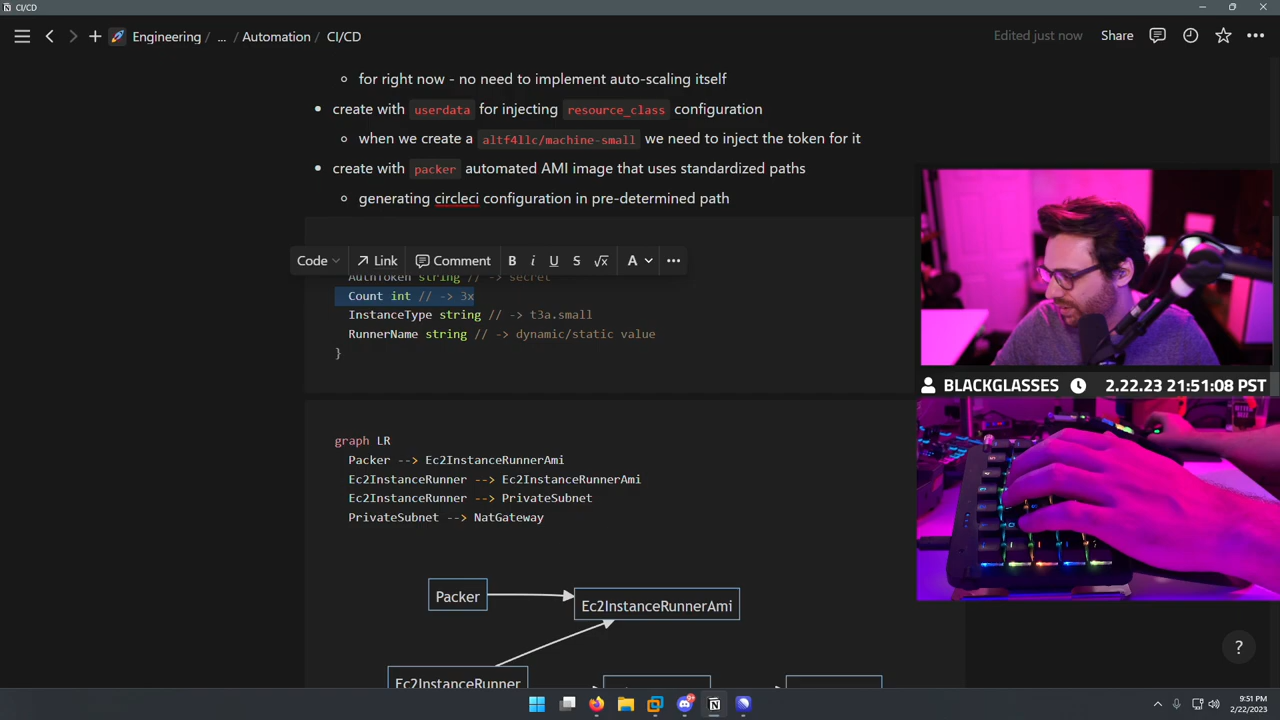 CI/CD
Engineering / ... / Automation / CI/CD
Edited just now Share
for right now - no need to implement auto-scaling itself
create with userdata for injecting resource_class configuration
when we create a altf4llc/machine-small we need to inject the token for it
create with packer automated AMI image that uses standardized paths
generating circleci configuration in pre-determined path
Code Link Comment B i U S √x A •••
AuthToken string // -> secret
Count int // -> 3x
InstanceType string // -> t3a.small
RunnerName string // -> dynamic/static value
}
BLACKGLASSES 2.22.23 21:51:08 PST
graph LR
Packer --> Ec2InstanceRunnerAmi
Ec2InstanceRunner --> Ec2InstanceRunnerAmi
Ec2InstanceRunner --> PrivateSubnet
PrivateSubnet --> NatGateway
Packer
Ec2InstanceRunnerAmi
Ec2InstanceRunner
?
9:51 PM
2/22/2023